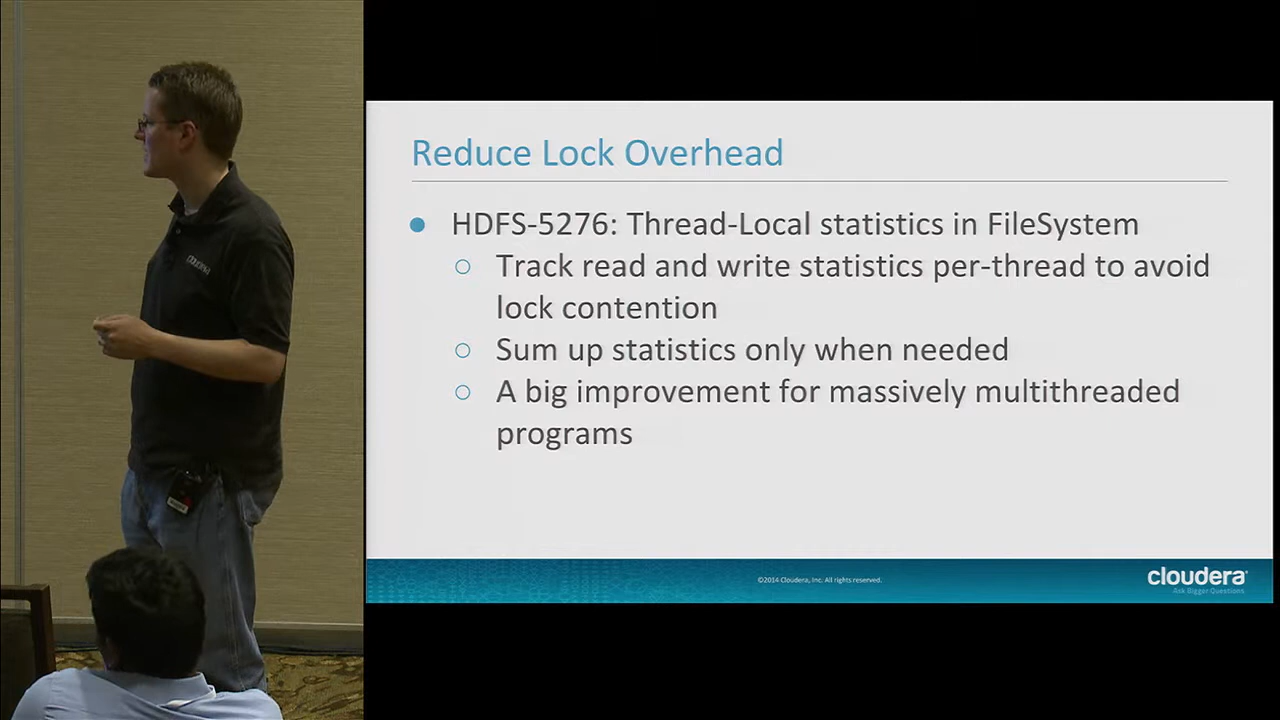 cloudera
Reduce Lock Overhead
● HDFS-5276: Thread-Local statistics in FileSystem
○ Track read and write statistics per-thread to avoid
lock contention
○ Sum up statistics only when needed
○ A big improvement for massively multithreaded
programs
©2014 Cloudera, Inc. All rights reserved.
cloudera
Ask Bigger Questions